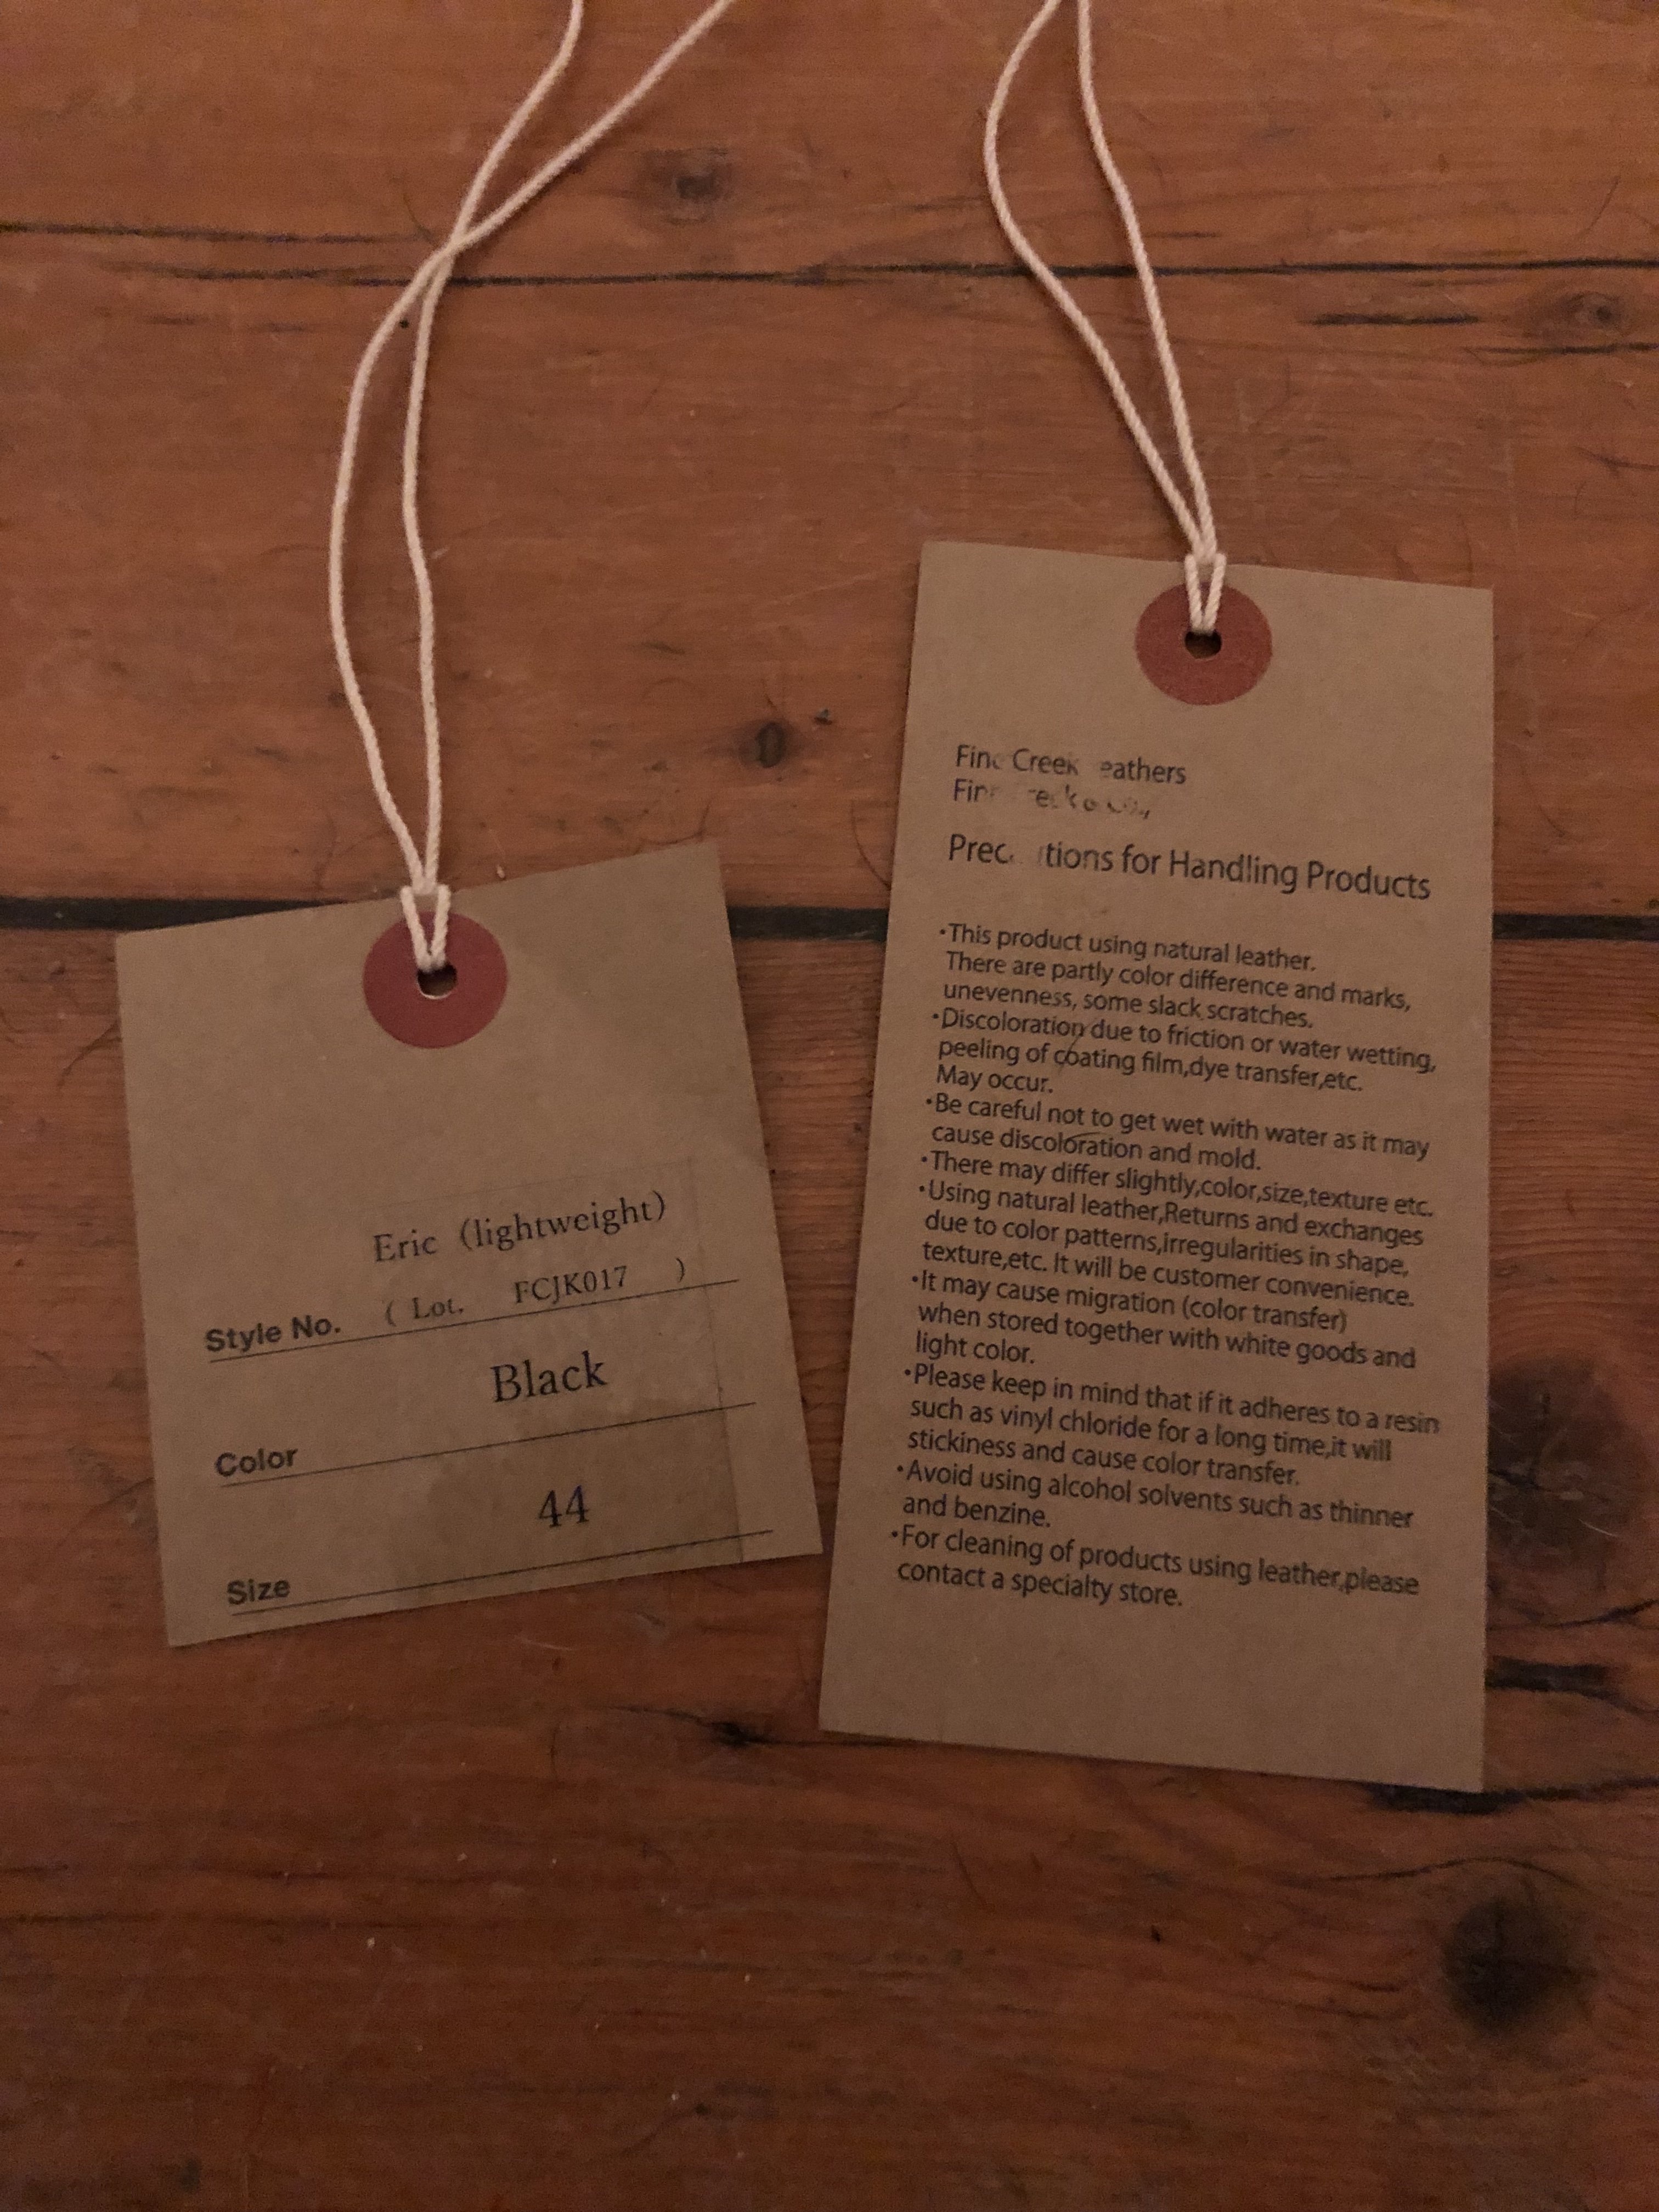 Eric (lightweight)
Style No. ( Lot. FCJK017 )
Black
Color
44
Size
Creek
Precautions for Handling Products
・This product using natural leather.
There are partly color difference and marks,
unevenness, some slack scratches.
・Discoloration due to friction or water wetting,
peeling of coating film,dye transfer,etc.
May occur.
・Be careful not to get wet with water as it may
cause discoloration and mold.
・There may differ slightly,color,size,texture etc.
・Using natural leather,Returns and exchanges
due to color patterns,irregularities in shape,
texture,etc. It will be customer convenience.
・It may cause migration (color transfer)
when stored together with white goods and
light color.
・Please keep in mind that if it adheres to a resin
such as vinyl chloride for a long time,it will
stickiness and cause color transfer.
・Avoid using alcohol solvents such as thinner
and benzine.
・For cleaning of products using leather,please
contact a specialty store.